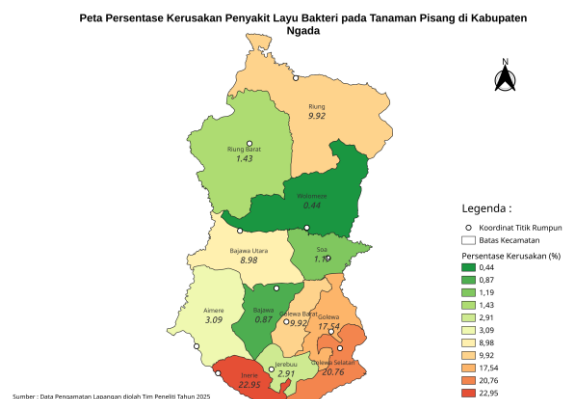 Peta Persentase Kerusakan Penyakit Layu Bakteri pada Tanaman Pisang di Kabupaten
Ngada
N
Riung
9.92
Riung Barat
1.43
Wolomeze
0.44
Bajawa Utara
8.98
Soa
1.19
Aimere
3.09
Bajawa
0.87
Golewa Barat
9.92
Golewa
17.54
Jerebuu
2.91
Golewa Selatan
20.76
Inerie
22.95
Legenda :
Koordinat Titik Rumpun
Batas Kecamatan
Persentase Kerusakan (%)
0,44
0,87
1,19
1,43
2,91
3,09
8,98
9,92
17,54
20,76
22,95
Sumber : Data Pengamatan Lapangan diolah Tim Peneliti Tahun 2025